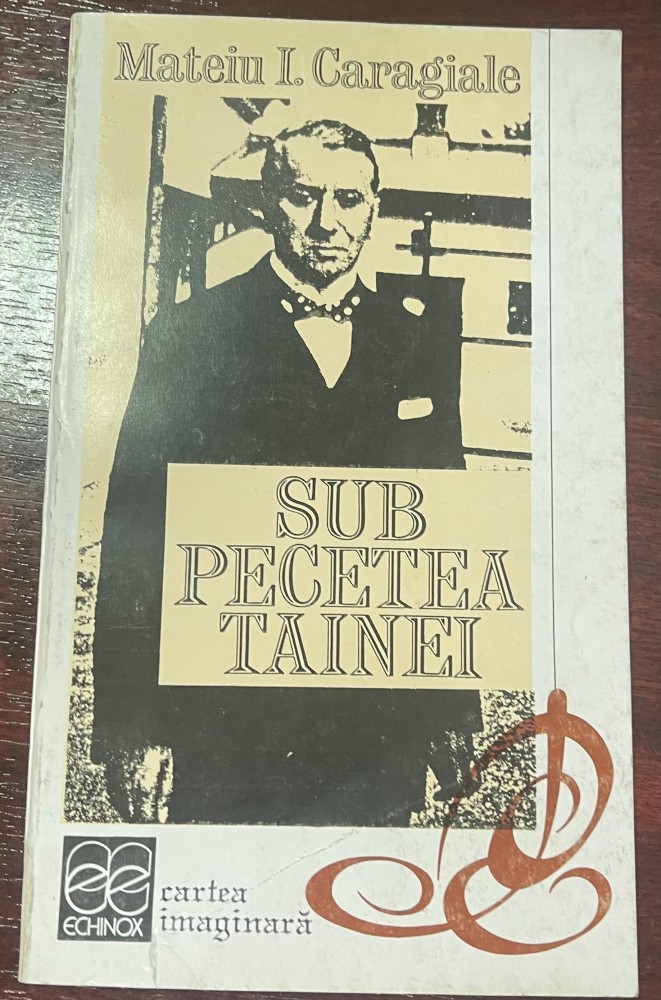 Mateiu I. Caragiale
SUB
PECETEA
TAINEI
ECHINOX
cartea
imaginară